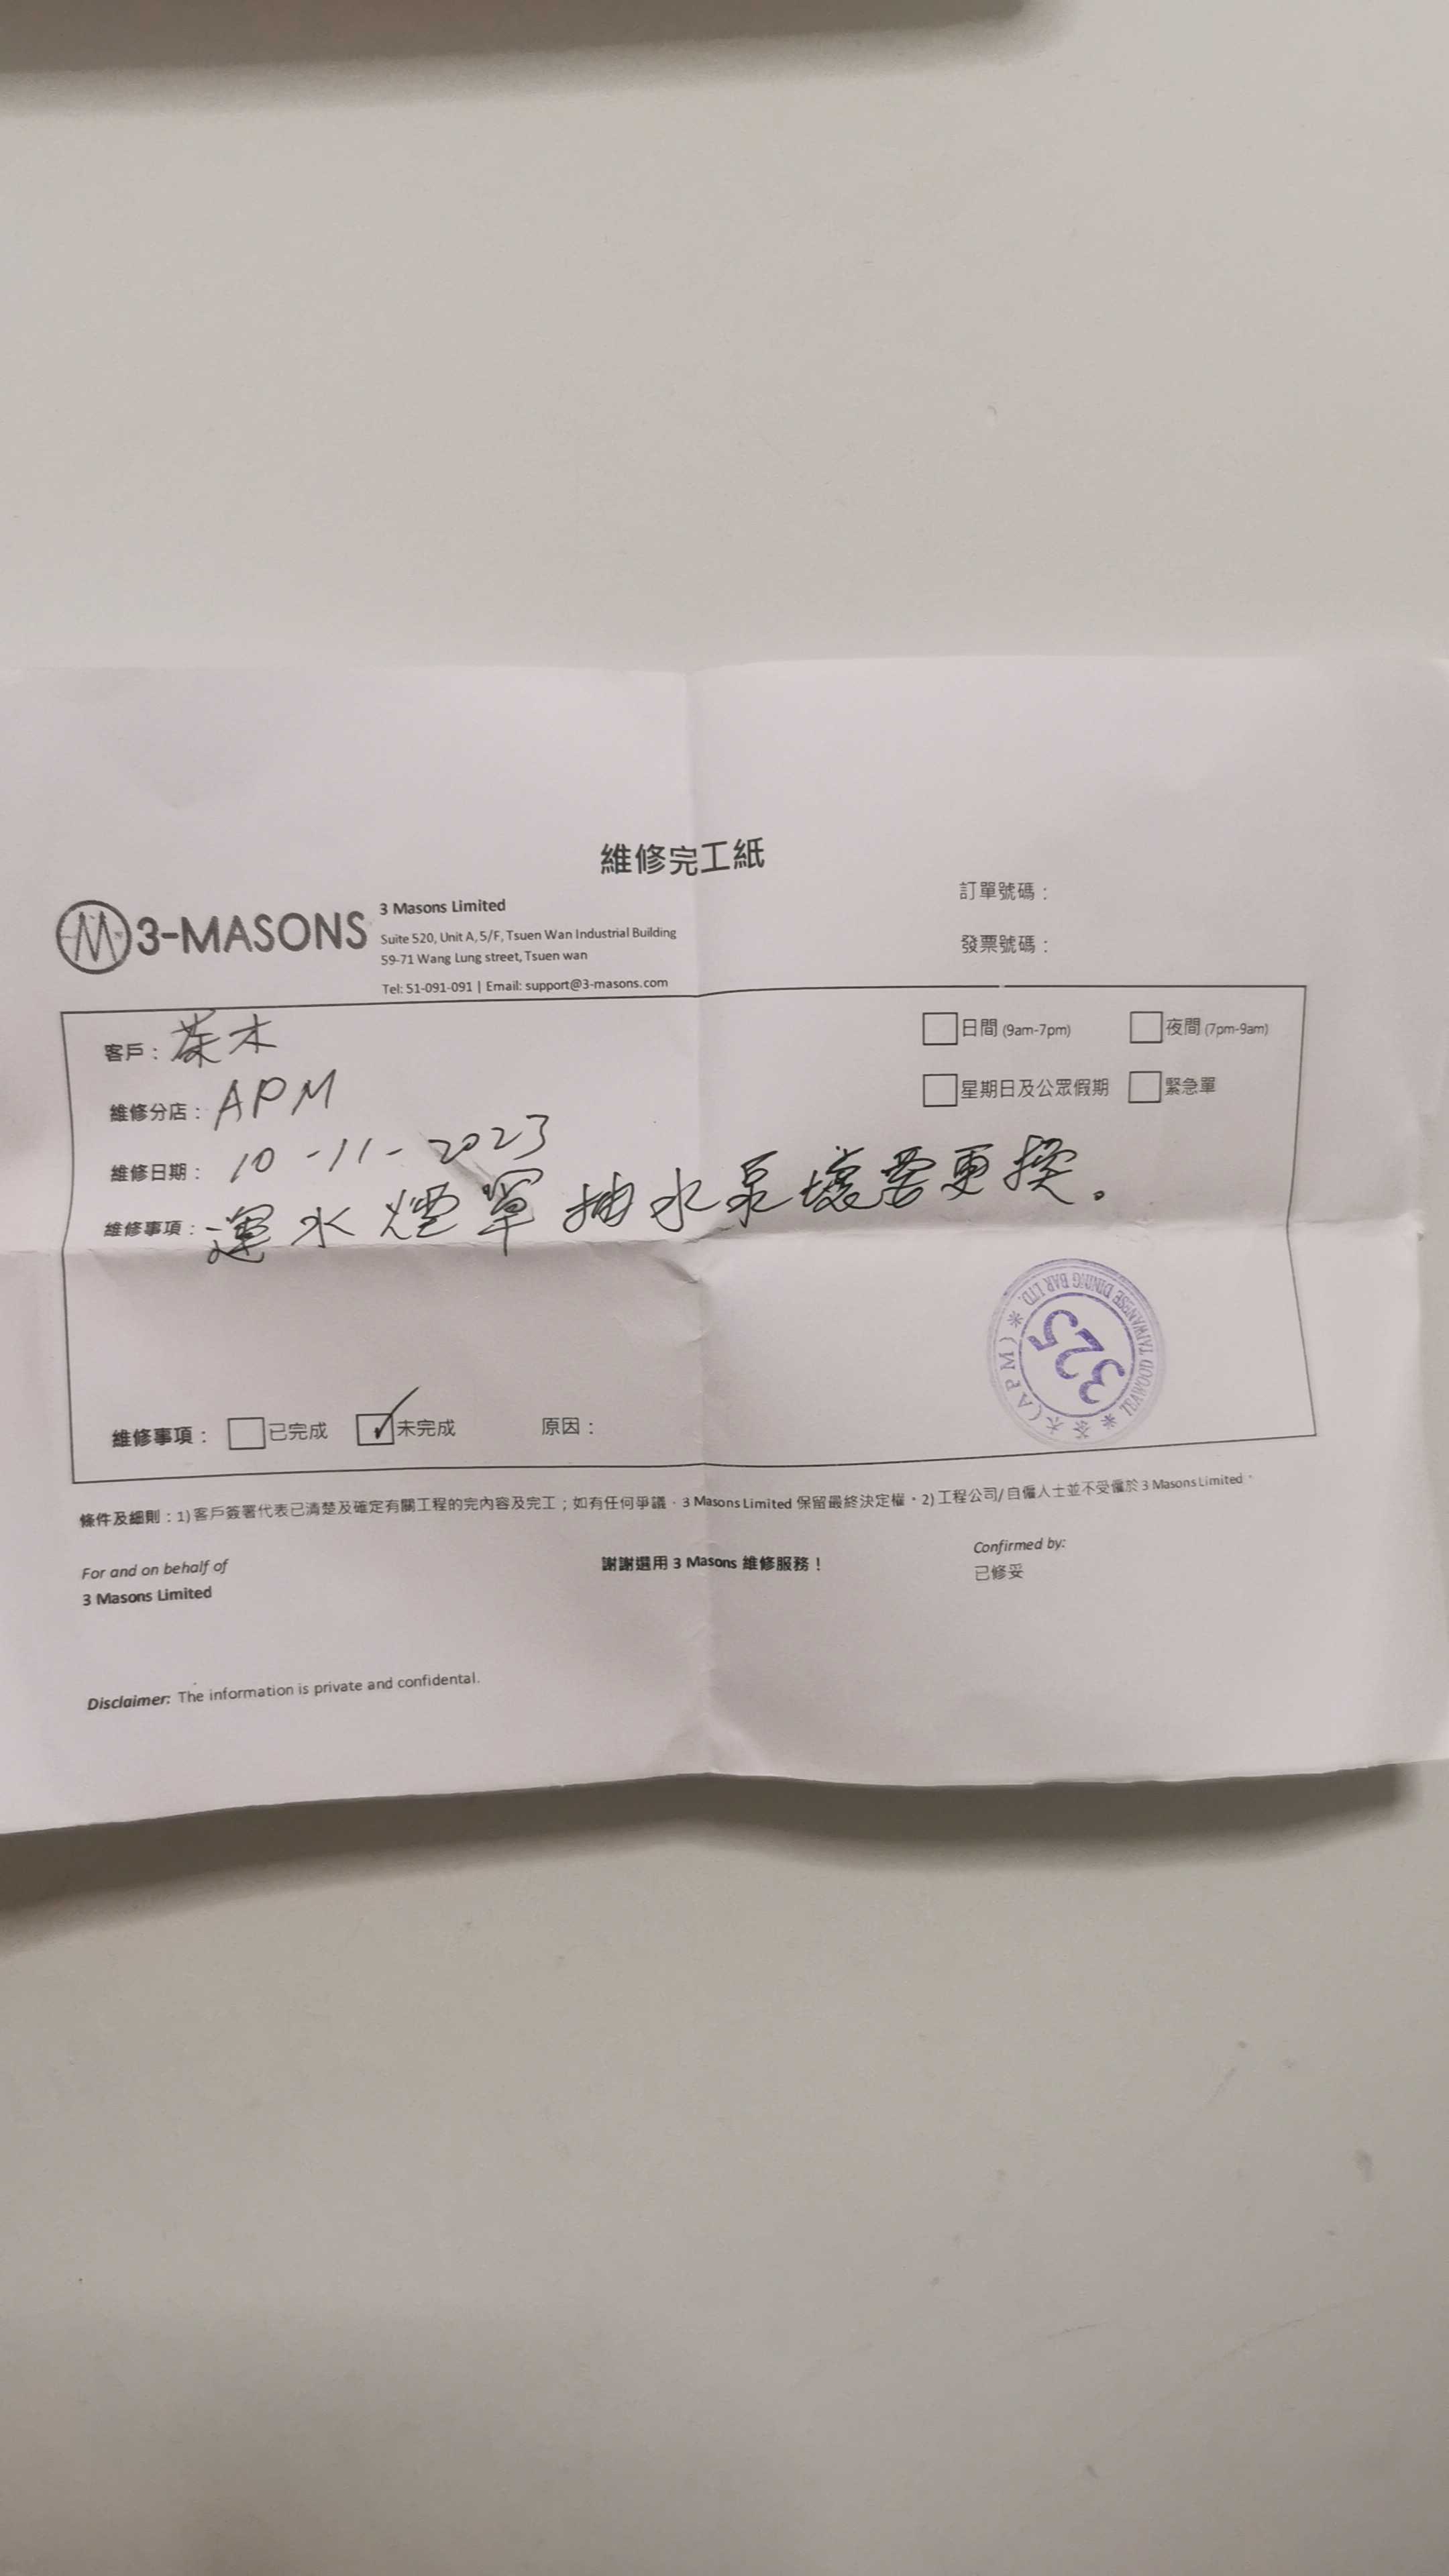 維修完工紙
3-MASONS
3 Masons Limited
Suite 520, Unit A, 5/F, Tsuen Wan Industrial Building
59-71 Wang Lung street, Tsuen wan
Tel: 51-091-091 | Email: support@3-masons.com
訂單號碼：
發票號碼：
客戶：茶木
維修分店：APM
維修日期：10-11-2023
維修事項：運水煙罩抽水泵壞需更換。
日間 (9am-7pm) 夜間 (7pm-9am)
星期日及公眾假期 緊急單
TEAWOOD TAIWANESE DINING BAR LTD.
茶木(APM)
325
維修事項： 已完成 ✓未完成 原因：
條件及細則：1) 客戶簽署代表已清楚及確定有關工程的完內容及完工；如有任何爭議，3 Masons Limited 保留最終決定權。2) 工程公司/ 自僱人士並不受僱於 3 Masons Limited。
For and on behalf of
3 Masons Limited
謝謝選用 3 Masons 維修服務！
Confirmed by:
已修妥
Disclaimer: The information is private and confidental.